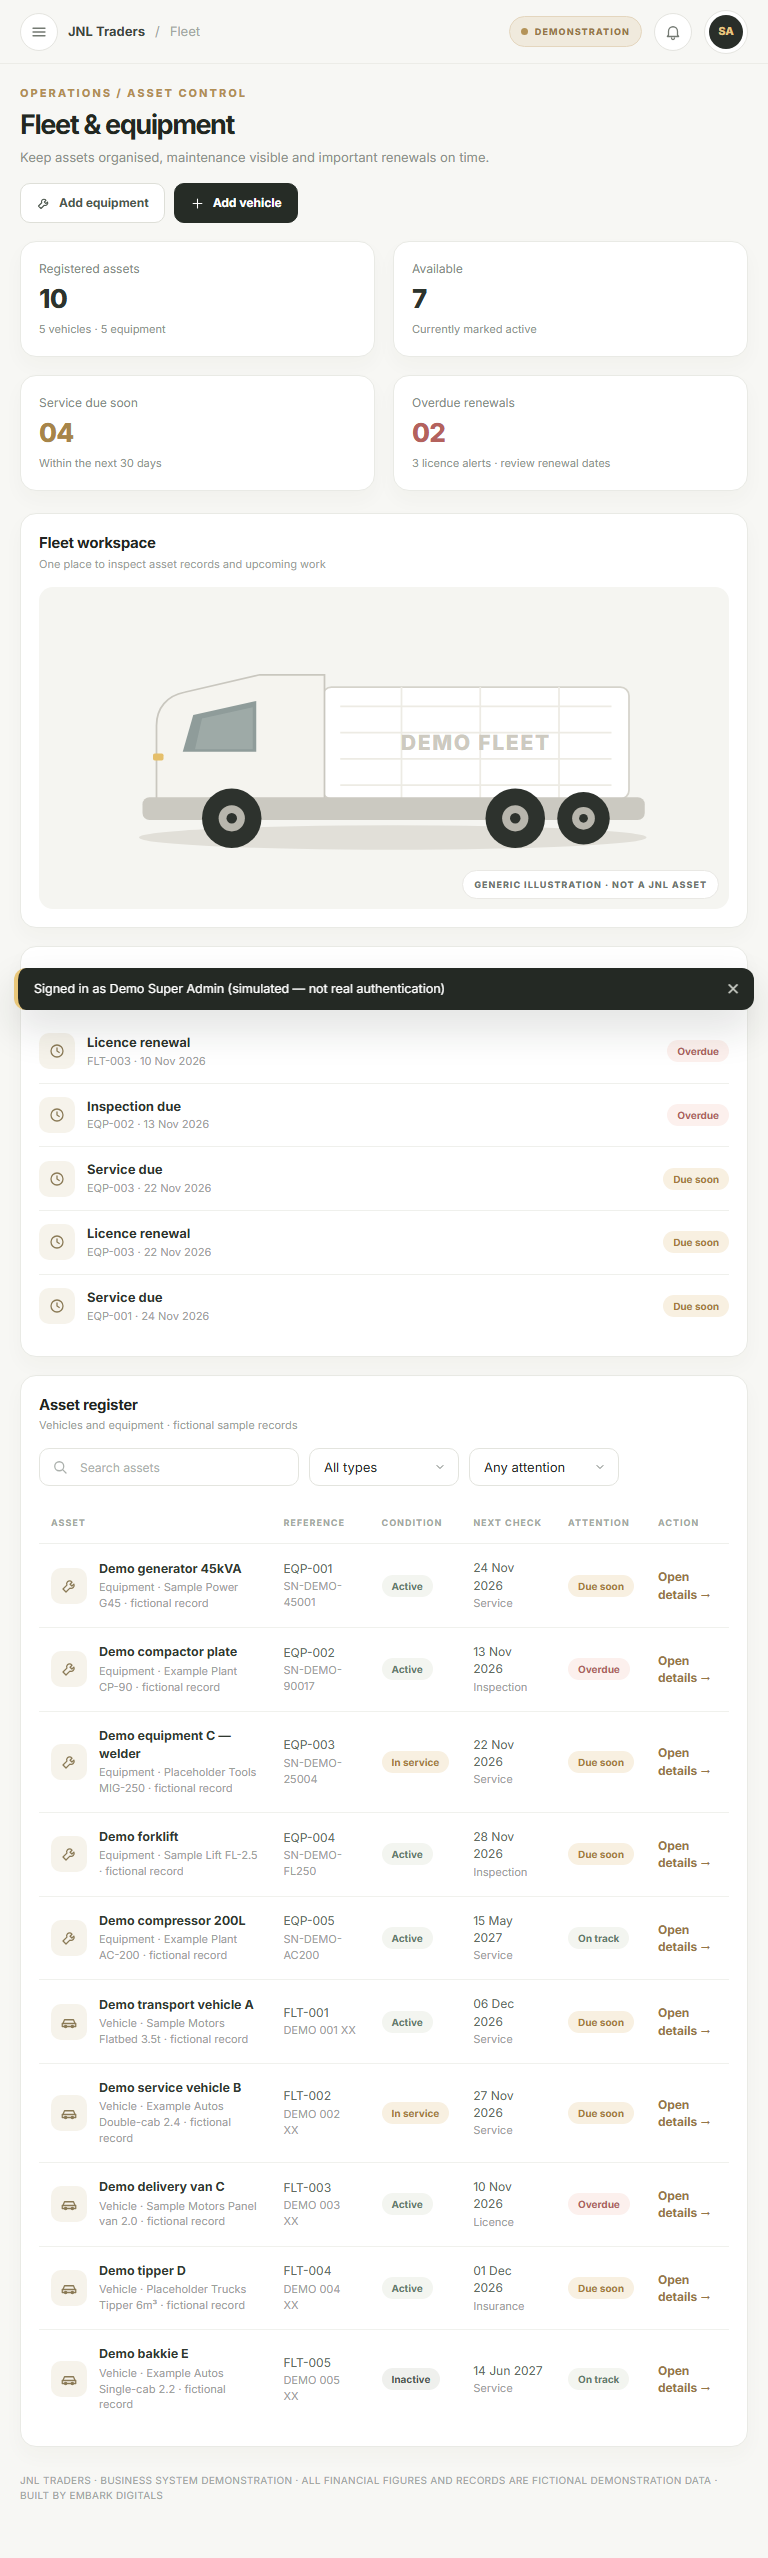 JNL Traders / Fleet
DEMONSTRATION
SA
OPERATIONS / ASSET CONTROL
Fleet & equipment
Keep assets organised, maintenance visible and important renewals on time.
Add equipment
Add vehicle
Registered assets
10
5 vehicles · 5 equipment
Available
7
Currently marked active
Service due soon
04
Within the next 30 days
Overdue renewals
02
3 licence alerts · review renewal dates
Fleet workspace
One place to inspect asset records and upcoming work
DEMO FLEET
GENERIC ILLUSTRATION · NOT A JNL ASSET
Signed in as Demo Super Admin (simulated — not real authentication)
Licence renewal
FLT-003 · 10 Nov 2026
Overdue
Inspection due
EQP-002 · 13 Nov 2026
Overdue
Service due
EQP-003 · 22 Nov 2026
Due soon
Licence renewal
EQP-003 · 22 Nov 2026
Due soon
Service due
EQP-001 · 24 Nov 2026
Due soon
Asset register
Vehicles and equipment · fictional sample records
Search assets
All types
Any attention
ASSET REFERENCE CONDITION NEXT CHECK ATTENTION ACTION
Demo generator 45kVA
Equipment · Sample Power
G45 · fictional record
EQP-001
SN-DEMO-
45001
Active
24 Nov
2026
Service
Due soon
Open
details →
Demo compactor plate
Equipment · Example Plant
CP-90 · fictional record
EQP-002
SN-DEMO-
90017
Active
13 Nov
2026
Inspection
Overdue
Open
details →
Demo equipment C —
welder
Equipment · Placeholder Tools
MIG-250 · fictional record
EQP-003
SN-DEMO-
25004
In service
22 Nov
2026
Service
Due soon
Open
details →
Demo forklift
Equipment · Sample Lift FL-2.5
· fictional record
EQP-004
SN-DEMO-
FL250
Active
28 Nov
2026
Inspection
Due soon
Open
details →
Demo compressor 200L
Equipment · Example Plant
AC-200 · fictional record
EQP-005
SN-DEMO-
AC200
Active
15 May
2027
Service
On track
Open
details →
Demo transport vehicle A
Vehicle · Sample Motors
Flatbed 3.5t · fictional record
FLT-001
DEMO 001 XX
Active
06 Dec
2026
Service
Due soon
Open
details →
Demo service vehicle B
Vehicle · Example Autos
Double-cab 2.4 · fictional
record
FLT-002
DEMO 002
XX
In service
27 Nov
2026
Service
Due soon
Open
details →
Demo delivery van C
Vehicle · Sample Motors Panel
van 2.0 · fictional record
FLT-003
DEMO 003
XX
Active
10 Nov
2026
Licence
Overdue
Open
details →
Demo tipper D
Vehicle · Placeholder Trucks
Tipper 6m³ · fictional record
FLT-004
DEMO 004
XX
Active
01 Dec
2026
Insurance
Due soon
Open
details →
Demo bakkie E
Vehicle · Example Autos
Single-cab 2.2 · fictional
record
FLT-005
DEMO 005
XX
Inactive
14 Jun 2027
Service
On track
Open
details →
JNL TRADERS · BUSINESS SYSTEM DEMONSTRATION · ALL FINANCIAL FIGURES AND RECORDS ARE FICTIONAL DEMONSTRATION DATA ·
BUILT BY EMBARK DIGITALS